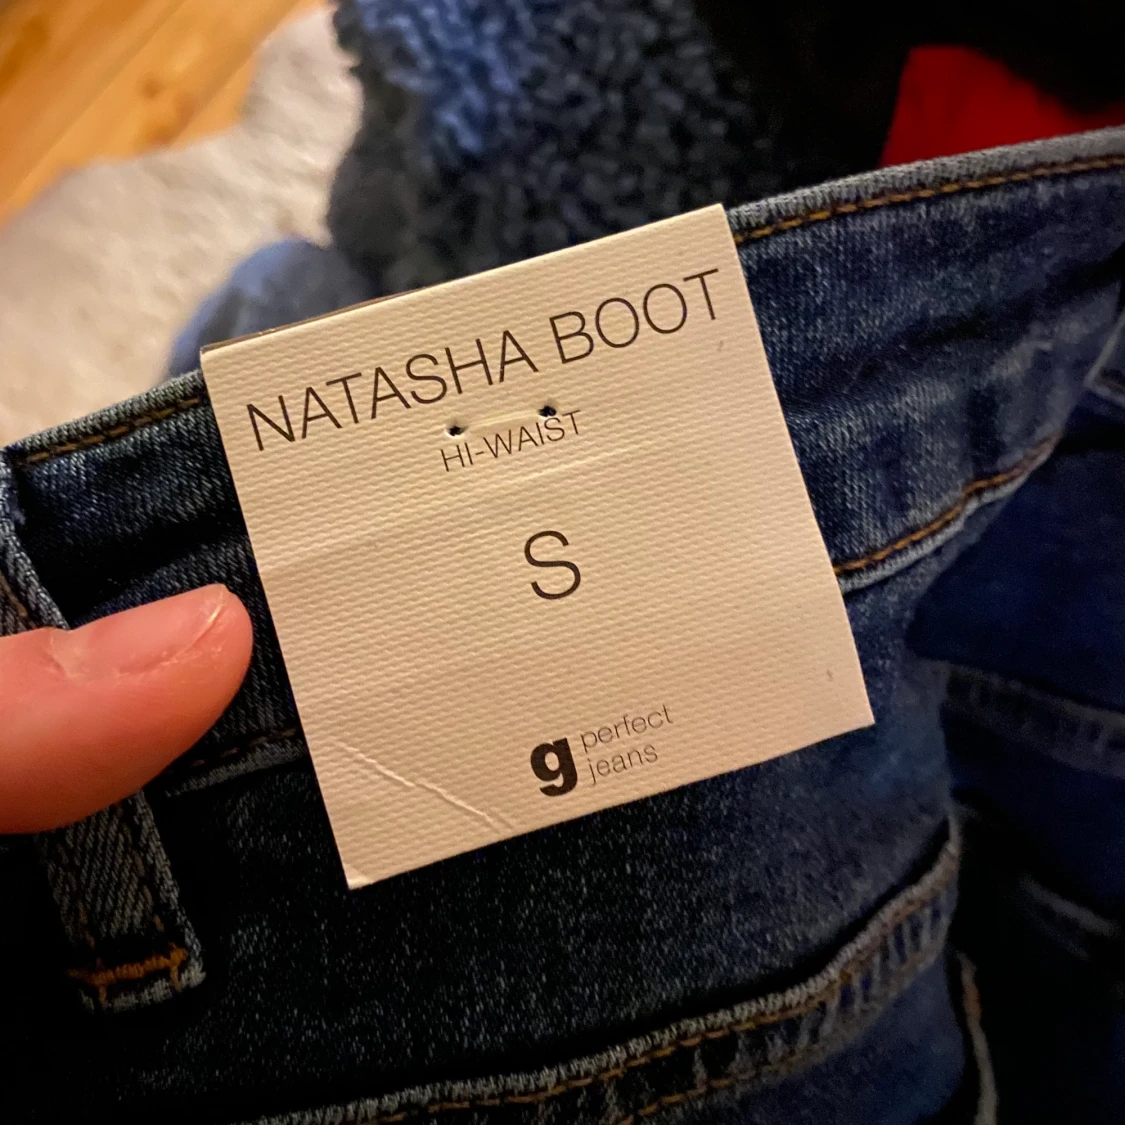 NATASHA BOOT
HI-WAIST
S
g perfect
jeans